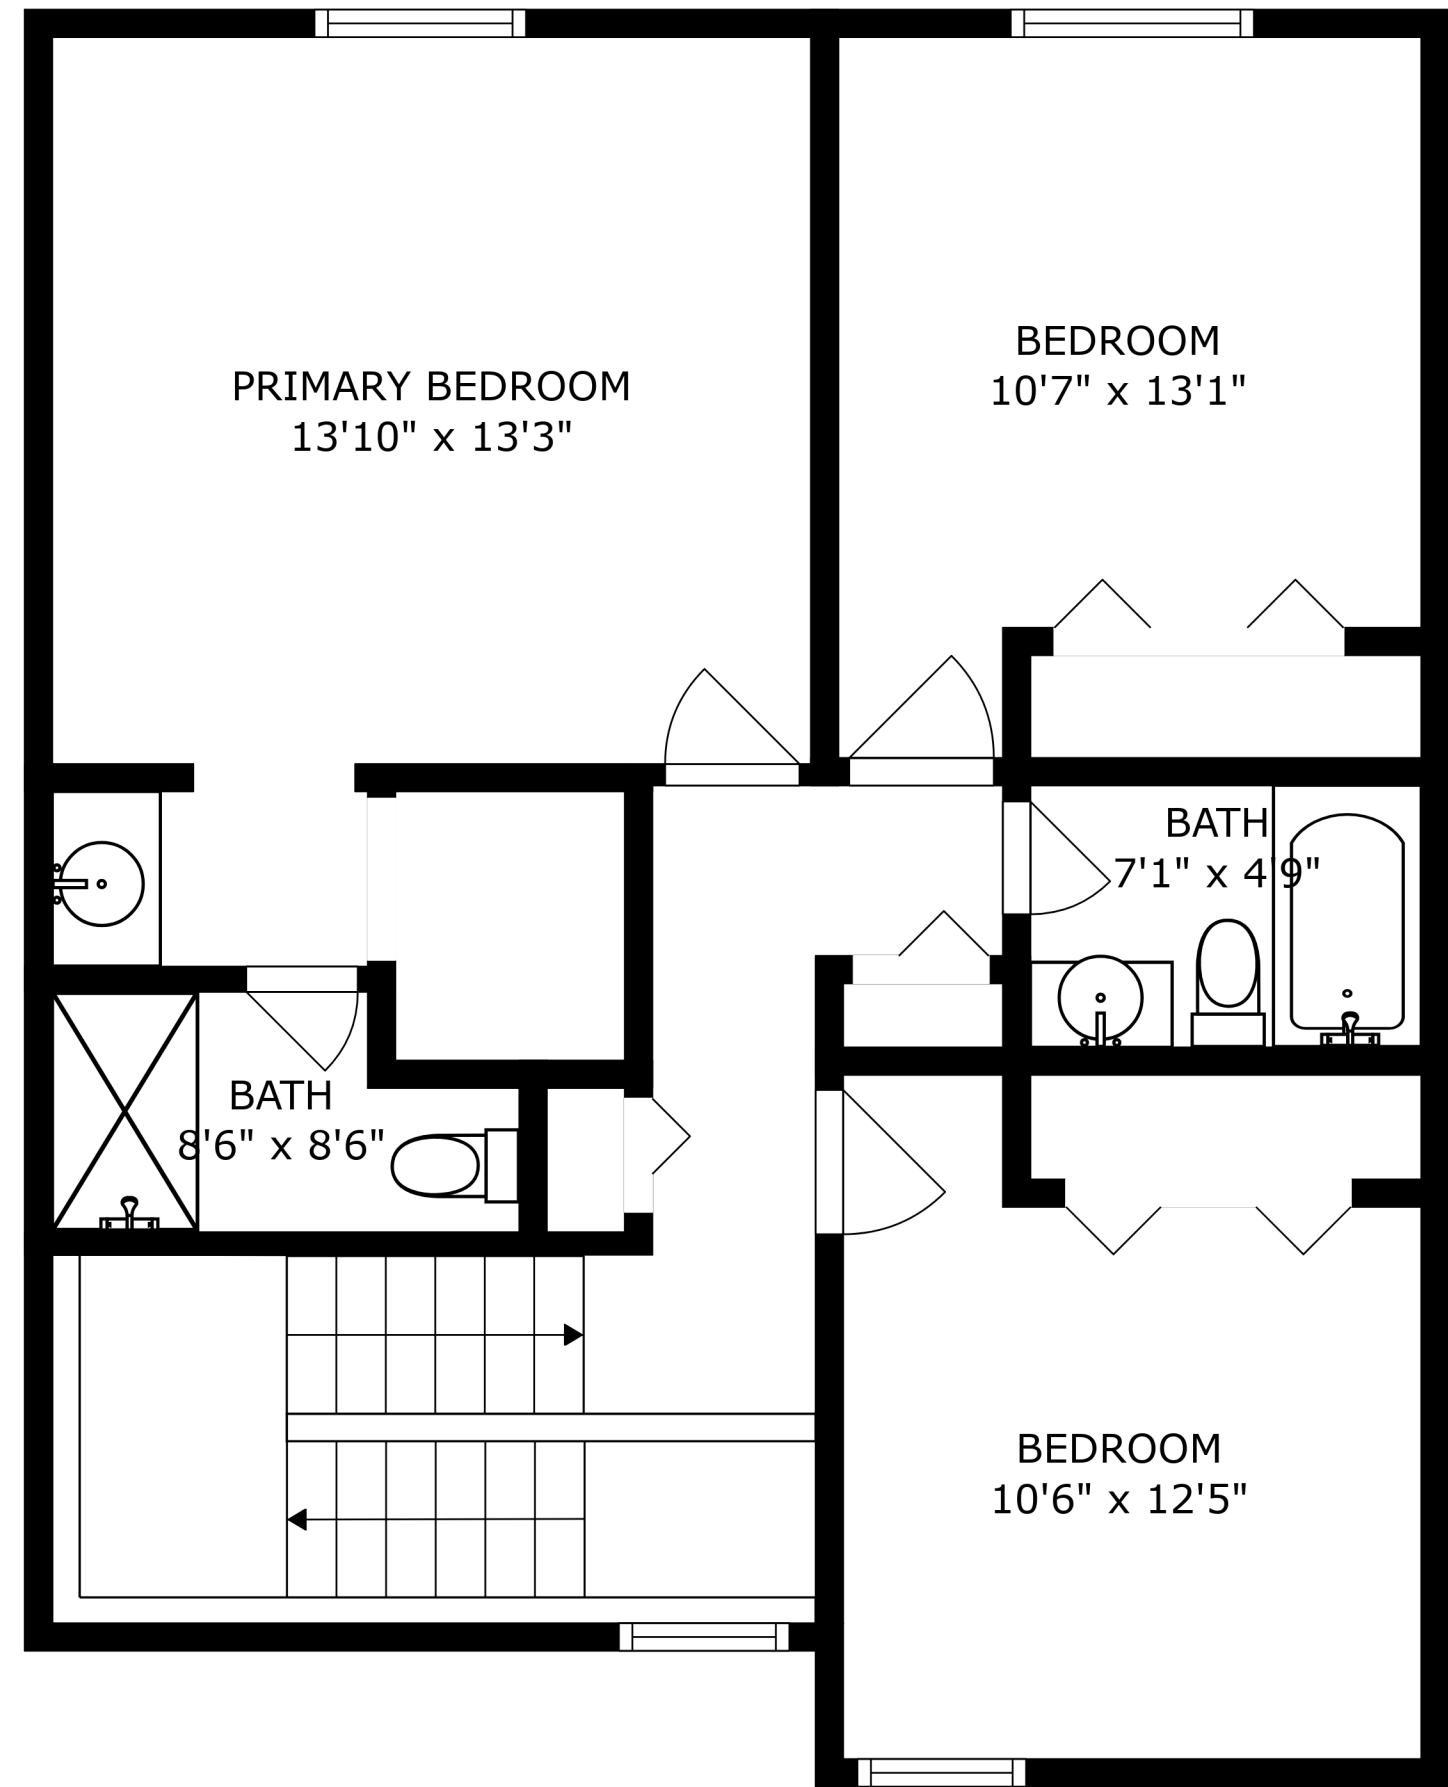 PRIMARY BEDROOM
13'10" x 13'3"
BEDROOM
10'7" x 13'1"
BATH
7'1" x 4'9"
BATH
8'6" x 8'6"
BEDROOM
10'6" x 12'5"